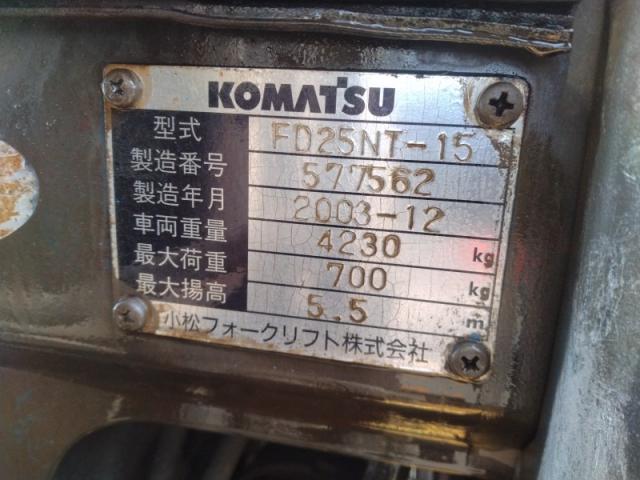 KOMATSU
型式 FD25NT-15
製造番号 577562
製造年月 2003-12
車両重量 4230 kg
最大荷重 700 kg
最大揚高 5.5 m
小松フォークリフト株式会社